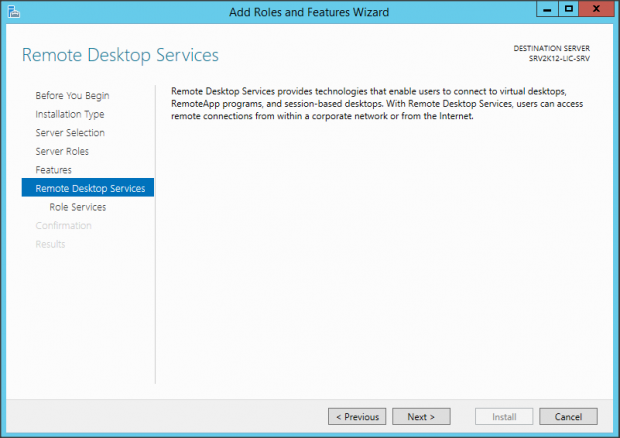 Add Roles and Features Wizard
Remote Desktop Services
DESTINATION SERVER
SRV2K12-LIC-SRV
Before You Begin
Installation Type
Server Selection
Server Roles
Features
Remote Desktop Services
Role Services
Confirmation
Results
Remote Desktop Services provides technologies that enable users to connect to virtual desktops,
RemoteApp programs, and session-based desktops. With Remote Desktop Services, users can access
remote connections from within a corporate network or from the Internet.
< Previous
Next >
Install
Cancel